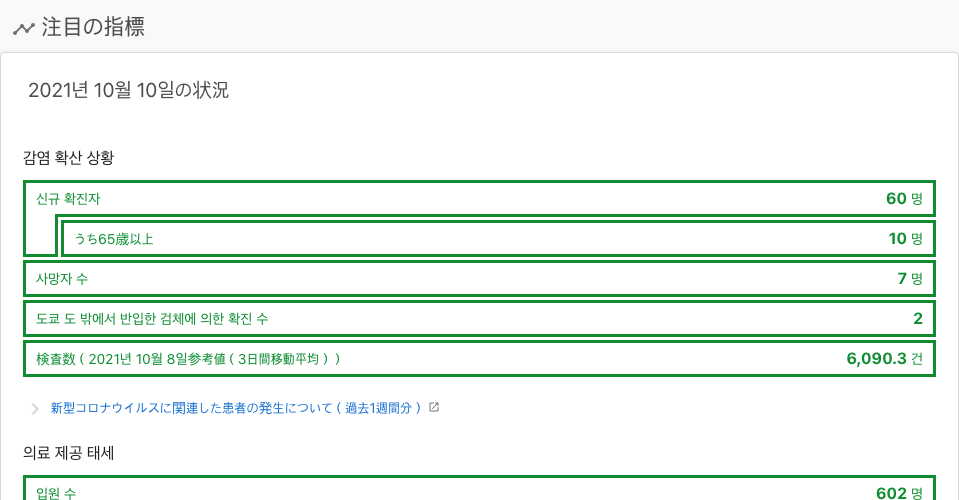 注目の指標
2021년 10월 10일の状況
감염 확산 상황
신규 확진자 60 명
うち65歳以上 10 명
사망자 수 7 명
도쿄 도 밖에서 반입한 검체에 의한 확진 수 2
検査数 ( 2021년 10월 8일参考値 ( 3日間移動平均 ) ) 6,090.3 건
新型コロナウイルスに関連した患者の発生について ( 過去1週間分 )
의료 제공 태세
입원 수 602 명